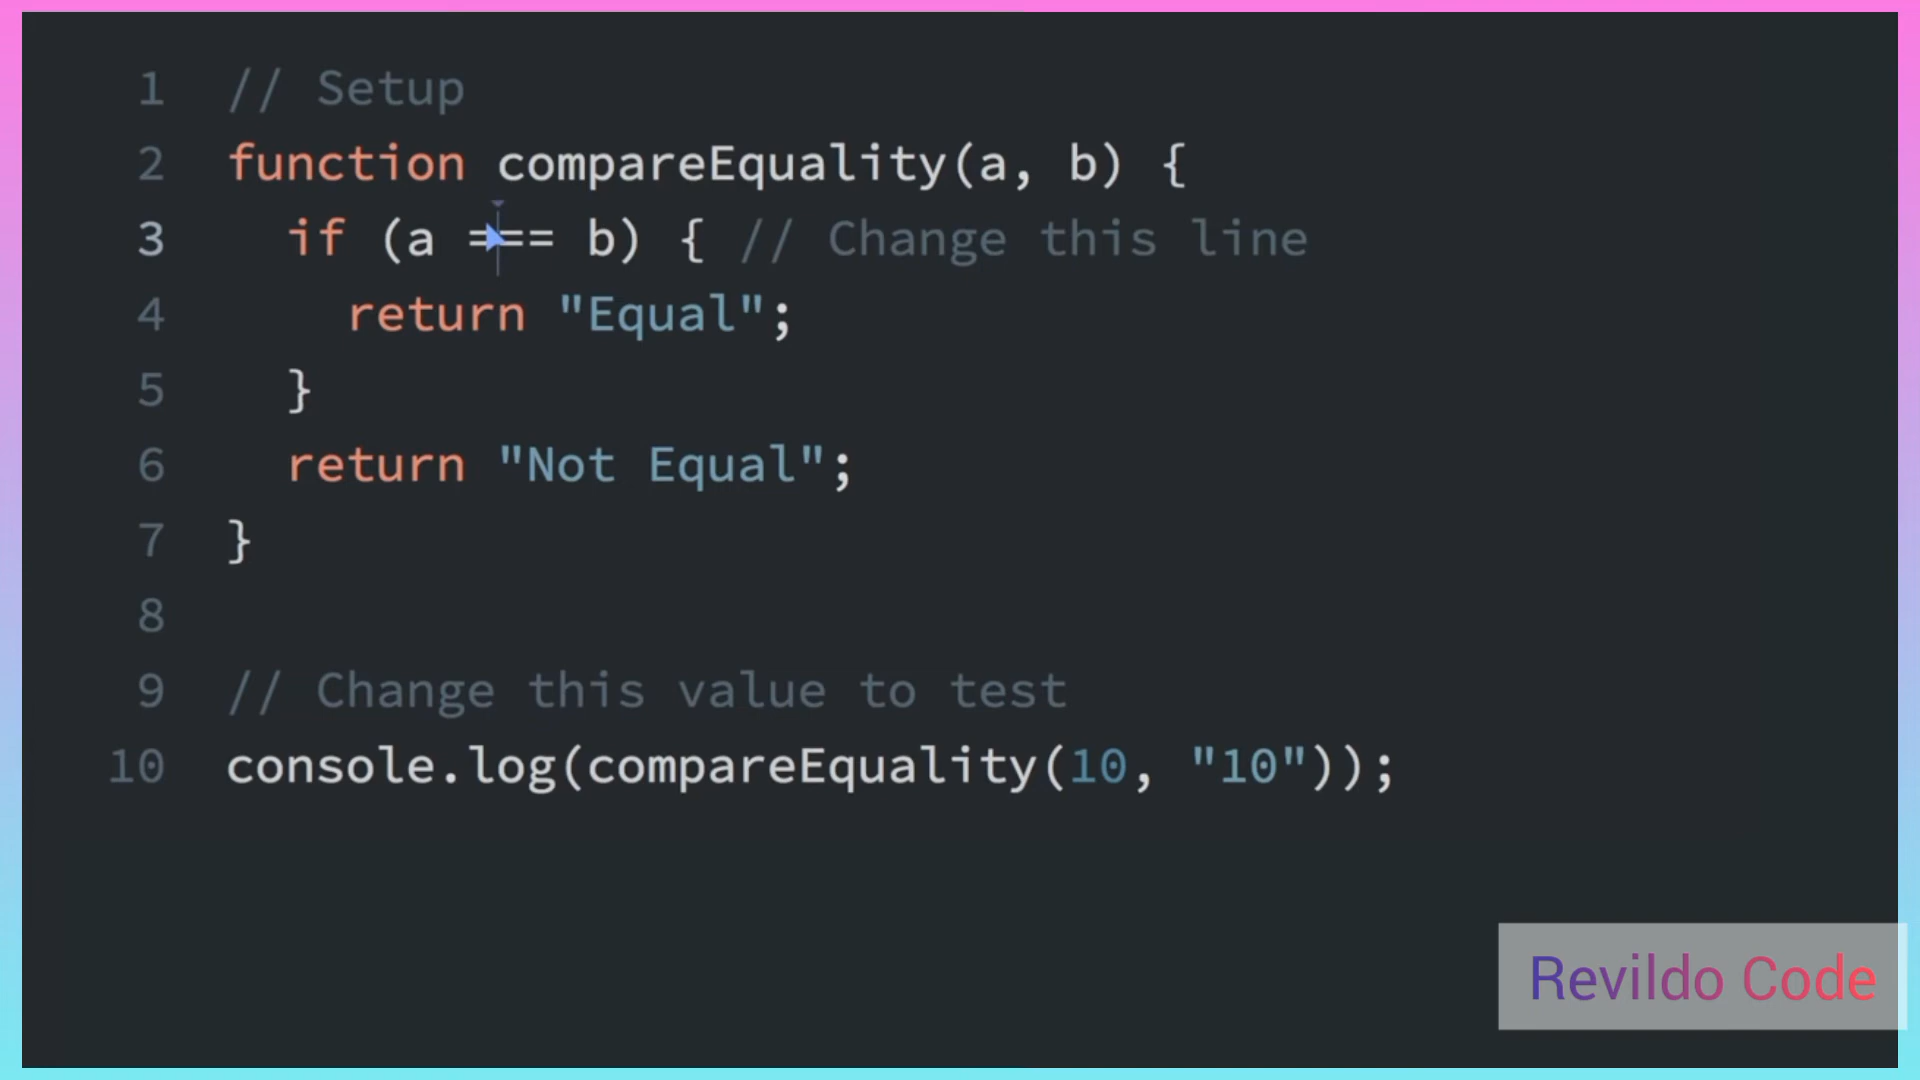 1 // Setup
2 function compareEquality(a, b) {
3   if (a === b) { // Change this line
4     return "Equal";
5   }
6   return "Not Equal";
7 }
8
9 // Change this value to test
10 console.log(compareEquality(10, "10"));
Revildo Code